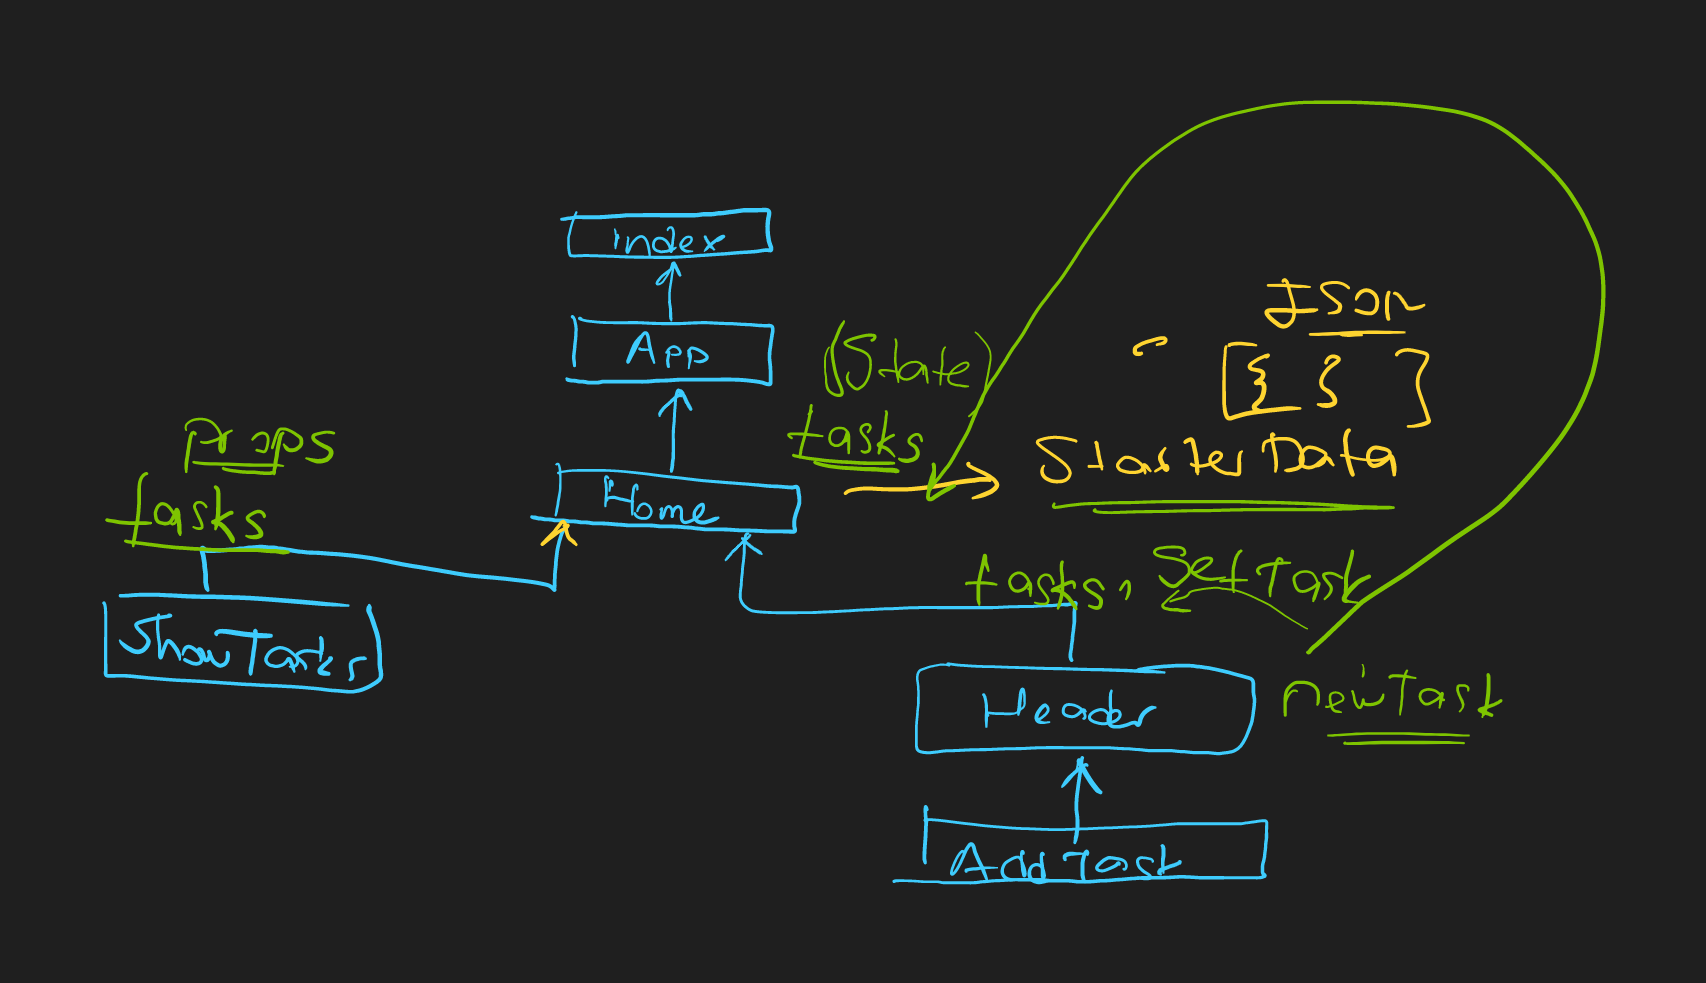 index
App
JSON
[{ }]
(State)
tasks
StarterData
props
tasks
Home
tasks, SetTask
ShowTasks
Header
newTask
AddTask